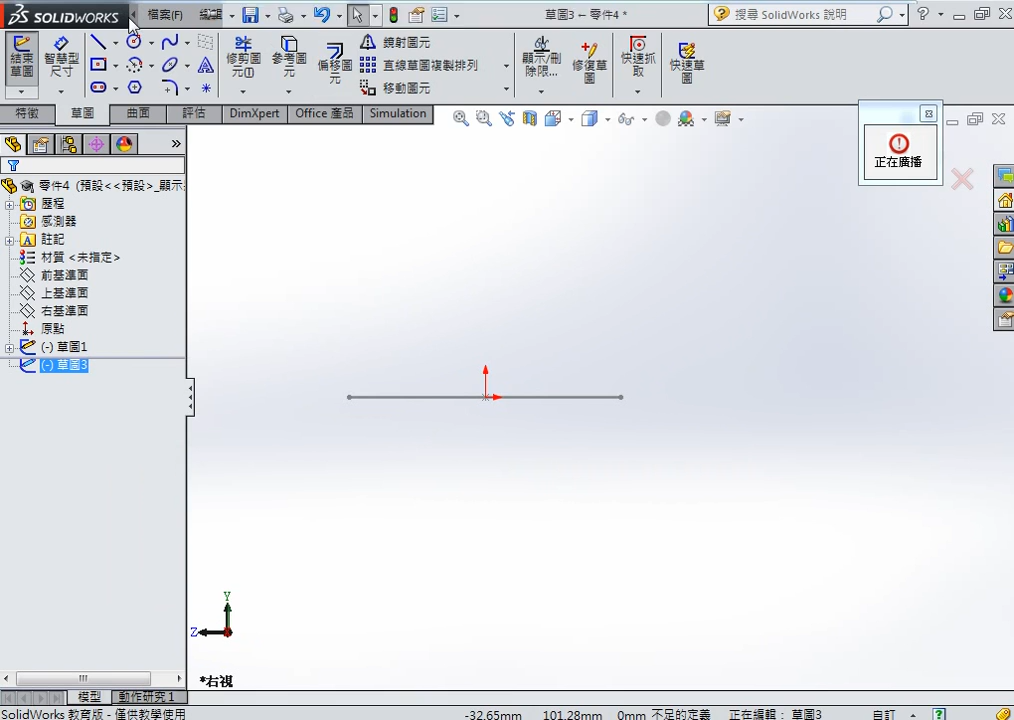 SOLIDWORKS 檔案(F) 編輯 草圖3 ← 零件4 * 搜尋 SolidWorks 說明
結束草圖
智慧型尺寸
修剪圖元(I)
參考圖元
偏移圖元
鏡射圖元
直線草圖複製排列
移動圖元
顯示/刪除限...
修復草圖
快速抓取
快速草圖
特徵 草圖 曲面 評估 DimXpert Office 產品 Simulation
正在廣播
零件4 (預設<<預設>_顯示
歷程
感測器
註記
材質 <未指定>
前基準面
上基準面
右基準面
原點
(-) 草圖1
(-) 草圖3
Y
Z
*右視
模型 動作研究 1
SolidWorks 教育版 - 僅供教學使用 -32.65mm 101.28mm 0mm 不足的定義 正在編輯： 草圖3 自訂